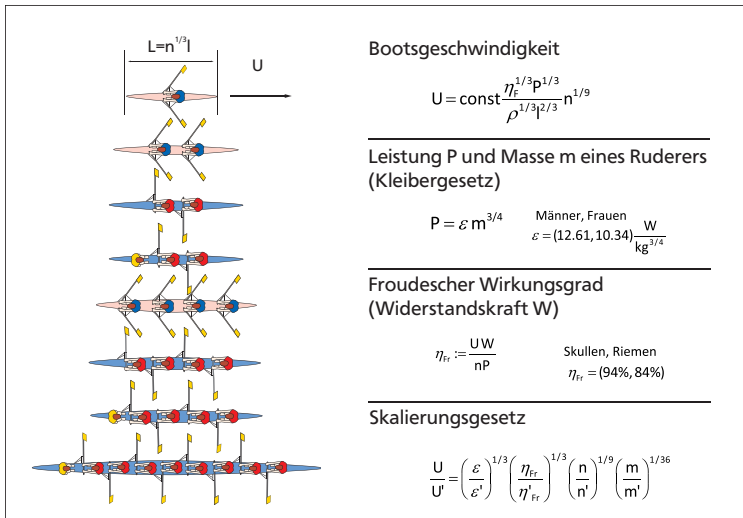 L=n^1/3 l
U
Bootsgeschwindigkeit
U = const η_F^1/3 P^1/3 / ρ^1/3 l^2/3 n^1/9
Leistung P und Masse m eines Ruderers
(Kleibergesetz)
P = ε m^3/4
Männer, Frauen
ε = (12.61, 10.34) W / kg^3/4
Froudescher Wirkungsgrad
(Widerstandskraft W)
η_Fr := U W / nP
Skullen, Riemen
η_Fr = (94%, 84%)
Skalierungsgesetz
U / U' = (ε / ε')^1/3 (η_Fr / η'_Fr)^1/3 (n / n')^1/9 (m / m')^1/36